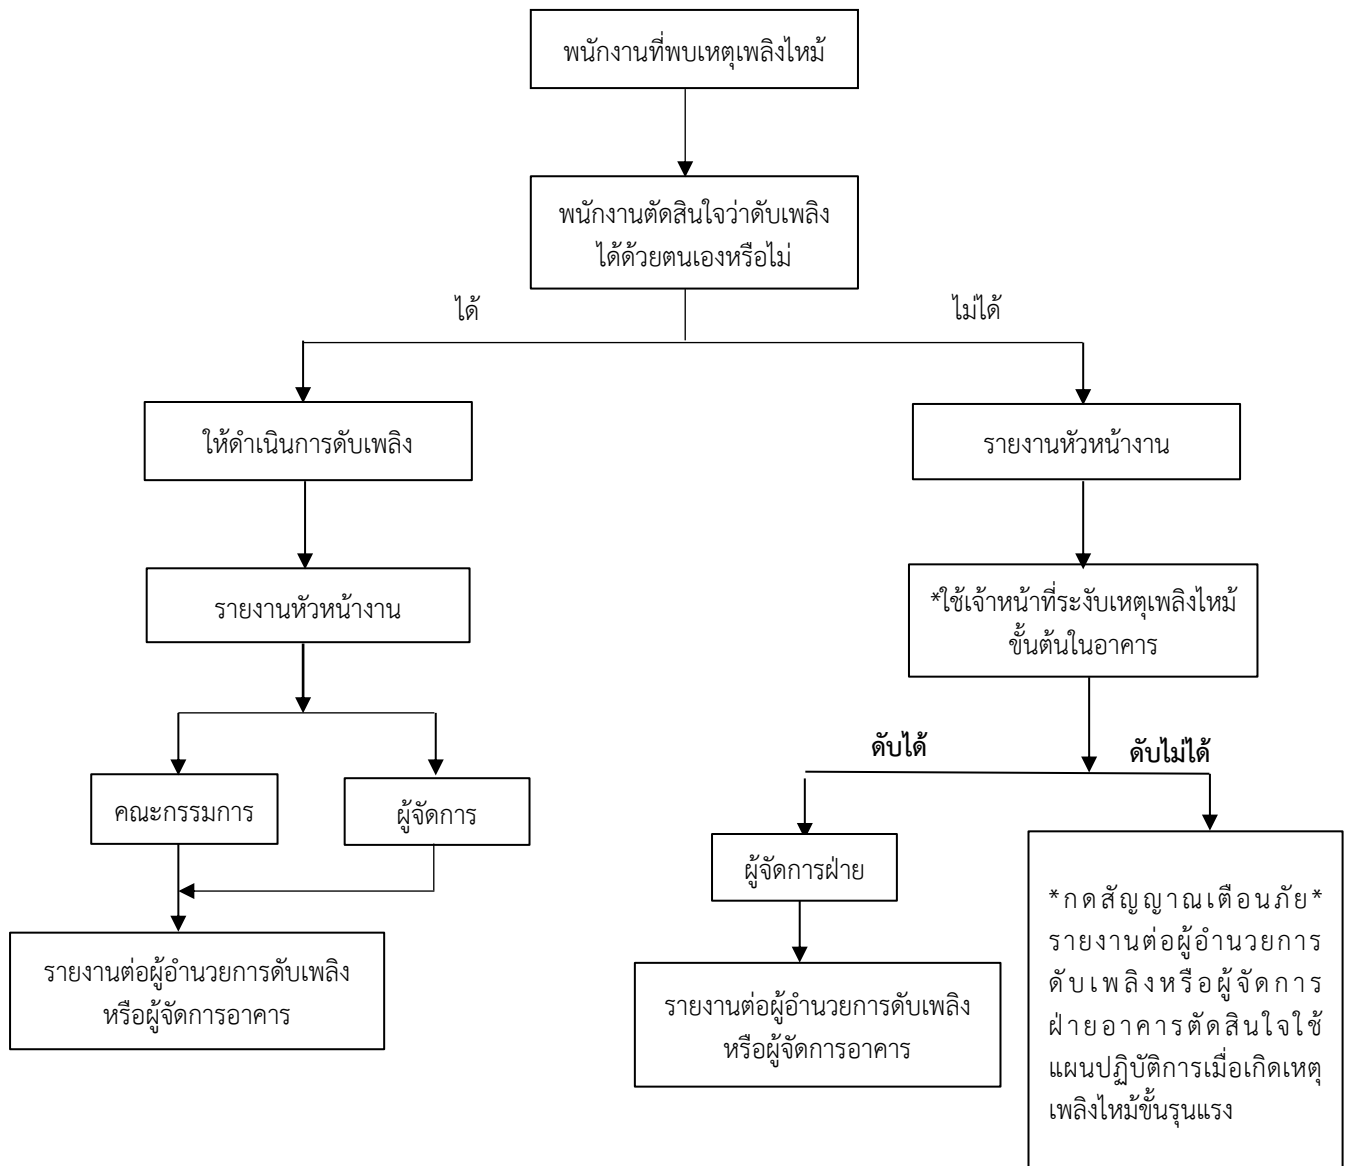 พนักงานที่พบเหตุเพลิงไหม้
พนักงานตัดสินใจว่าดับเพลิง
ได้ด้วยตนเองหรือไม่
ได้
ไม่ได้
ให้ดำเนินการดับเพลิง
รายงานหัวหน้างาน
รายงานหัวหน้างาน
*ใช้เจ้าหน้าที่ระงับเหตุเพลิงไหม้
ขั้นต้นในอาคาร
ดับได้
ดับไม่ได้
คณะกรรมการ
ผู้จัดการ
ผู้จัดการฝ่าย
รายงานต่อผู้อำนวยการดับเพลิง
หรือผู้จัดการอาคาร
รายงานต่อผู้อำนวยการดับเพลิง
หรือผู้จัดการอาคาร
*กดสัญญาณเตือนภัย*
รายงานต่อผู้อำนวยการ
ดับเพลิงหรือผู้จัดการ
ฝ่ายอาคารตัดสินใจใช้
แผนปฏิบัติการเมื่อเกิดเหตุ
เพลิงไหม้ขั้นรุนแรง